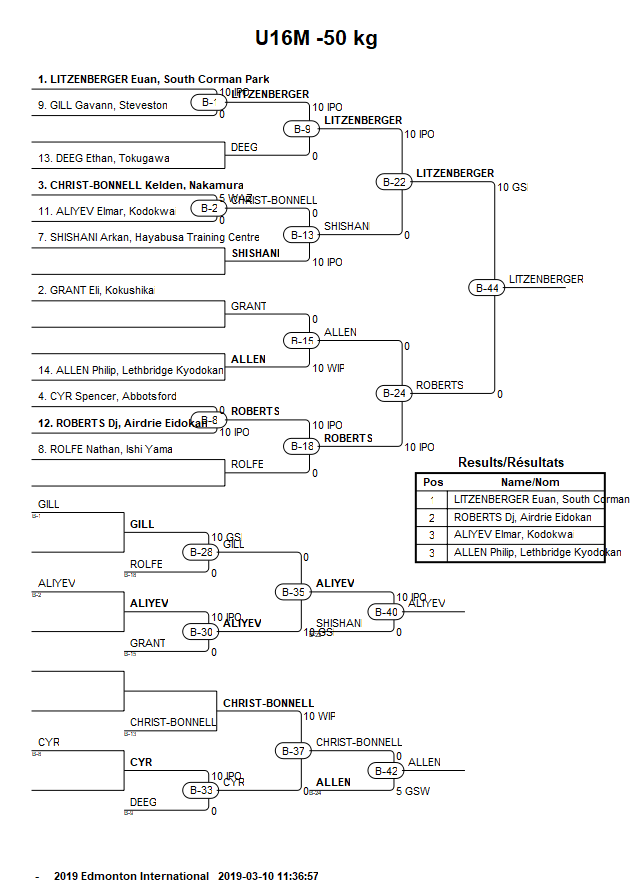 U16M -50 kg
1. LITZENBERGER Euan, South Corman Park
10 IPO
LITZENBERGER
B-1
9. GILL Gavann, Steveston
0
10 IPO
LITZENBERGER
B-9
DEEG
13. DEEG Ethan, Tokugawa
0
10 IPO
LITZENBERGER
B-22
3. CHRIST-BONNELL Kelden, Nakamura
5 WAZ
CHRIST-BONNELL
B-2
11. ALIYEV Elmar, Kodokwai
0
0
SHISHANI
B-13
7. SHISHANI Arkan, Hayabusa Training Centre
SHISHANI
10 IPO
0
10 GS
LITZENBERGER
B-44
2. GRANT Eli, Kokushikai
GRANT
0
ALLEN
B-15
ALLEN
14. ALLEN Philip, Lethbridge Kyodokan
10 WIP
0
ROBERTS
B-24
0
4. CYR Spencer, Abbotsford
0
ROBERTS
B-8
12. ROBERTS Dj, Airdrie Eidokan
10 IPO
10 IPO
ROBERTS
B-18
8. ROLFE Nathan, Ishi Yama
ROLFE
0
10 IPO
Results/Résultats
Pos Name/Nom
1 LITZENBERGER Euan, South Corman
2 ROBERTS Dj, Airdrie Eidokan
3 ALIYEV Elmar, Kodokwai
3 ALLEN Philip, Lethbridge Kyodokan
GILL
B-1
GILL
10 GS
GILL
B-28
ROLFE
B-18
0
0
ALIYEV
B-35
ALIYEV
B-2
ALIYEV
10 IPO
ALIYEV
B-30
GRANT
B-15
0
10 GS
10 IPO
ALIYEV
B-40
SHISHANI
0
CHRIST-BONNELL
B-13
CHRIST-BONNELL
10 WIP
CHRIST-BONNELL
B-37
CYR
B-8
CYR
10 IPO
CYR
B-33
DEEG
B-9
0
0
0
ALLEN
B-42
ALLEN
B-24
5 GSW
- 2019 Edmonton International 2019-03-10 11:36:57